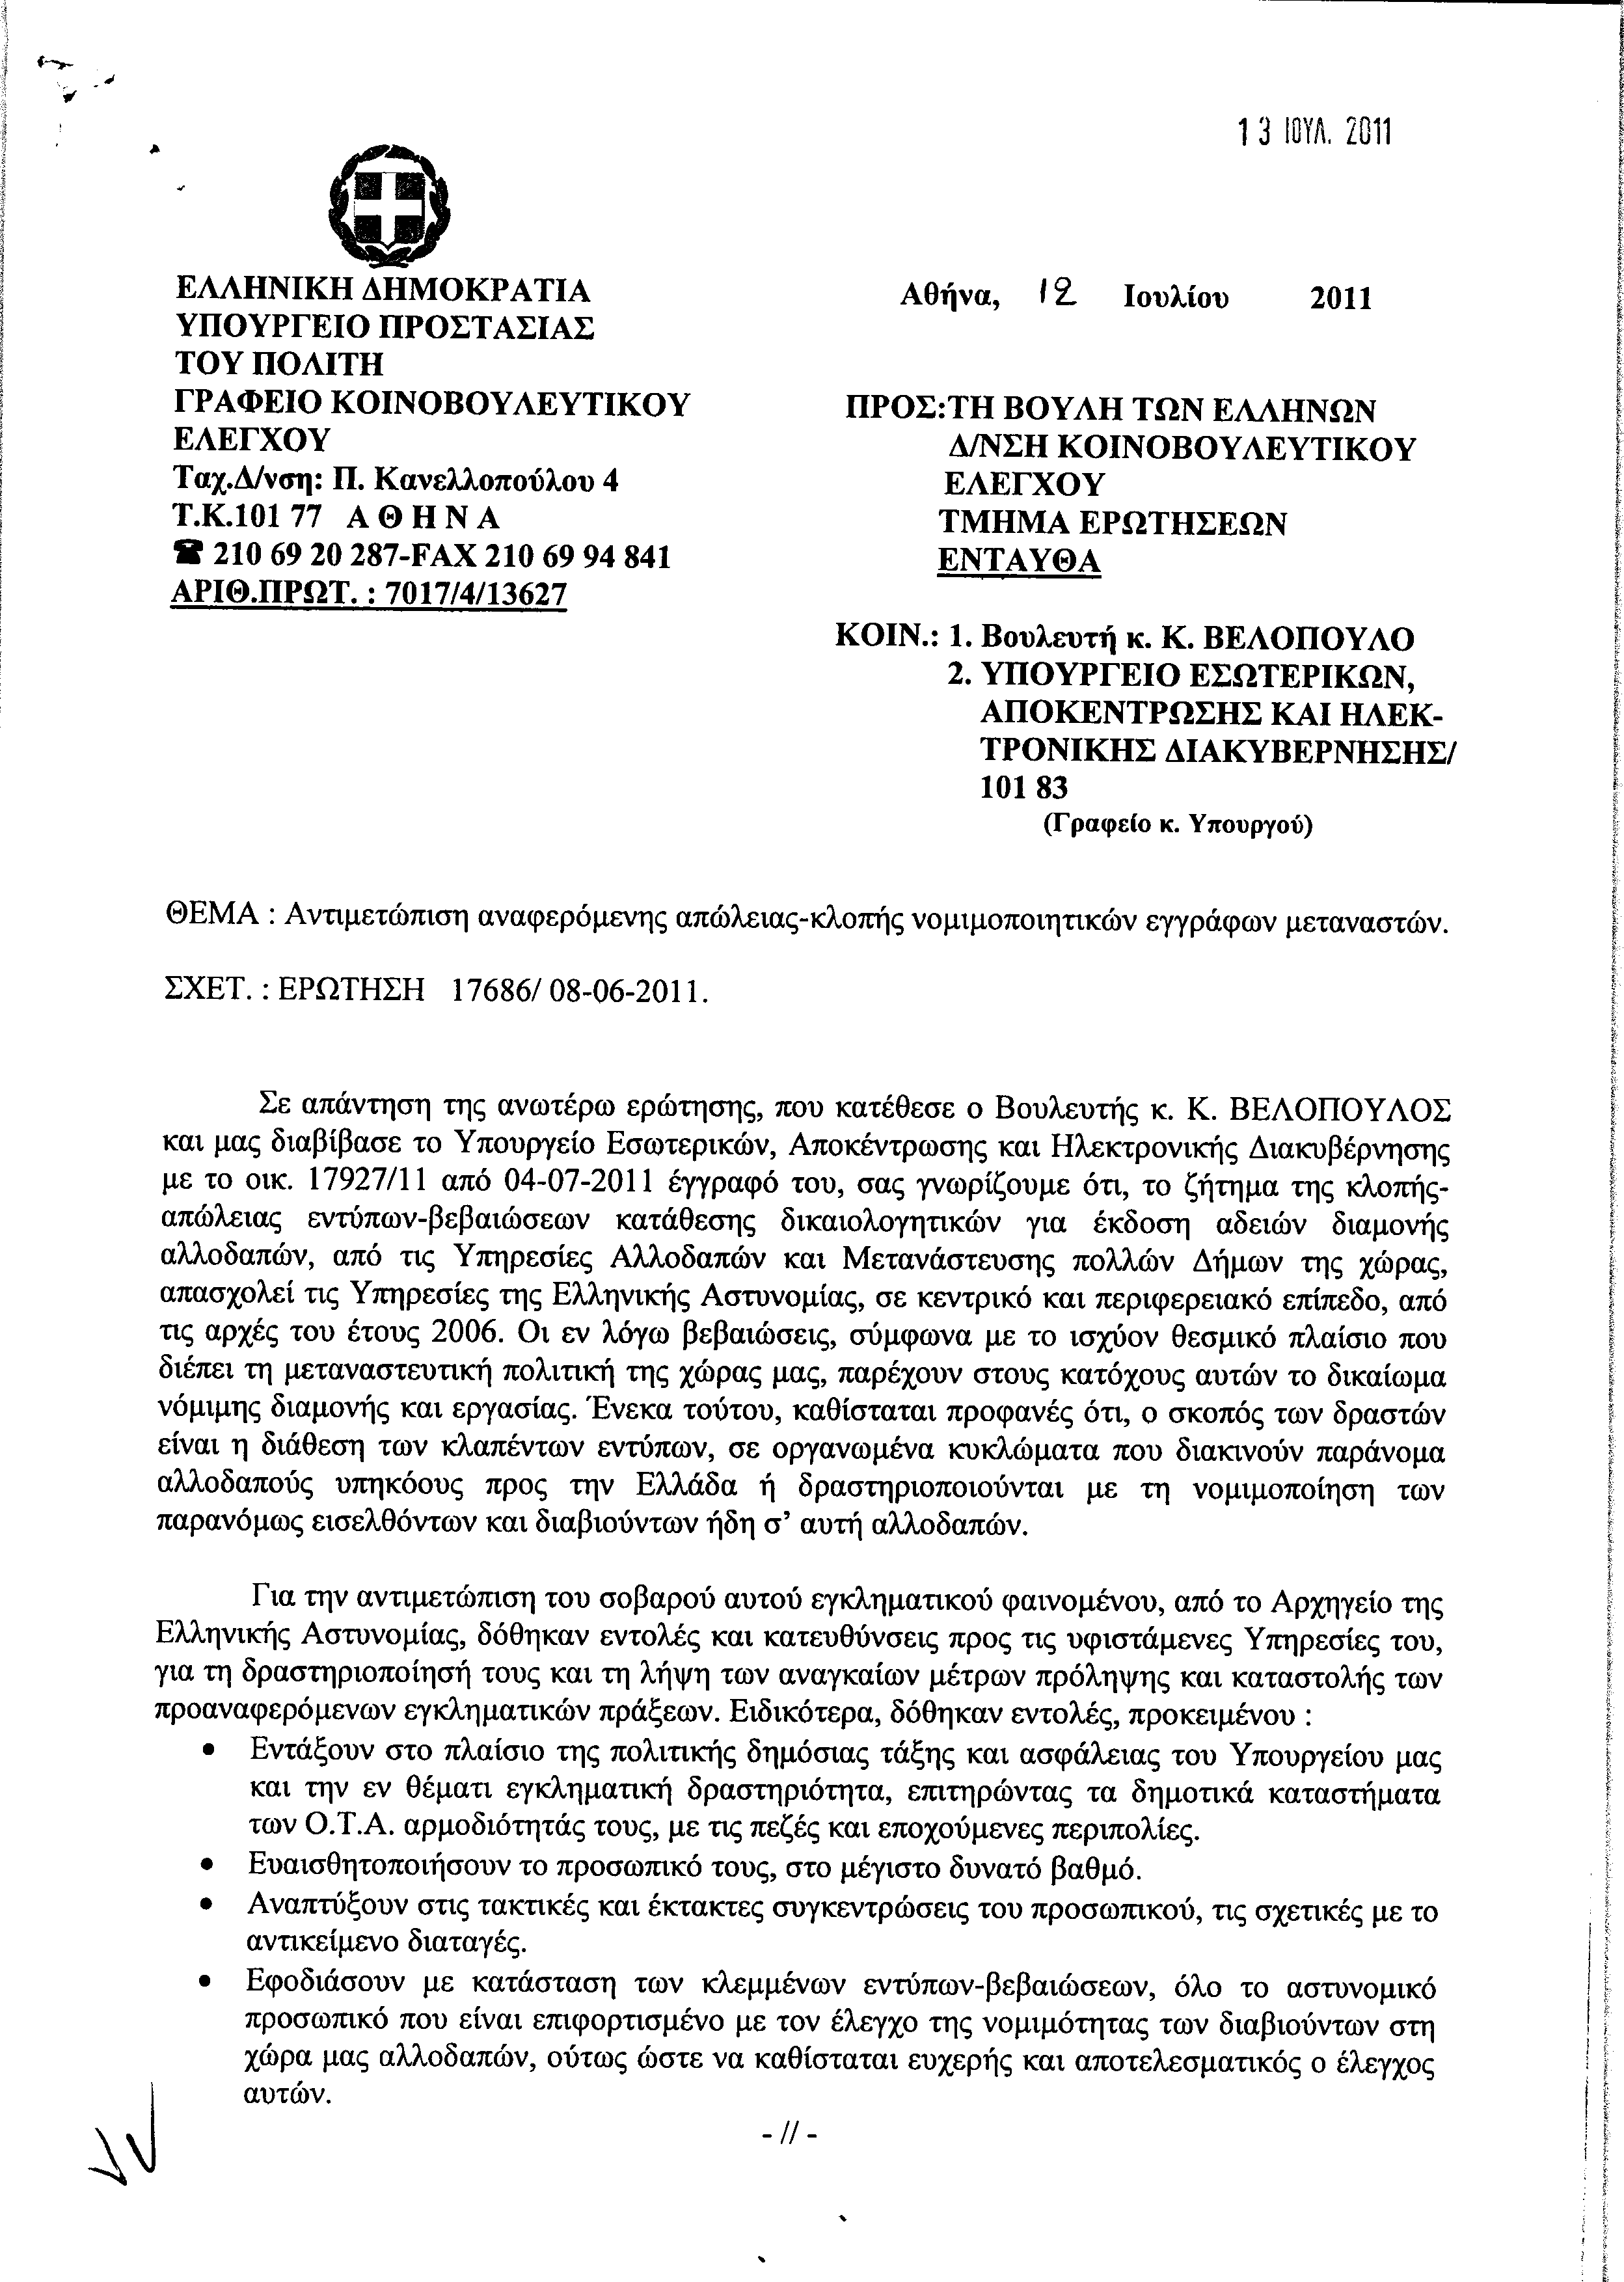 13 ΙΟΥΛ. 2011
ΕΛΛΗΝΙΚΗ ΔΗΜΟΚΡΑΤΙΑ
ΥΠΟΥΡΓΕΙΟ ΠΡΟΣΤΑΣΙΑΣ
ΤΟΥ ΠΟΛΙΤΗ
ΓΡΑΦΕΙΟ ΚΟΙΝΟΒΟΥΛΕΥΤΙΚΟΥ
ΕΛΕΓΧΟΥ
Ταχ.Δ/νση: Π. Κανελλοπούλου 4
Τ.Κ.101 77 Α Θ Η Ν Α
☎ 210 69 20 287-FAX 210 69 94 841
ΑΡΙΘ.ΠΡΩΤ. : 7017/4/13627
Αθήνα, 12 Ιουλίου 2011
ΠΡΟΣ:ΤΗ ΒΟΥΛΗ ΤΩΝ ΕΛΛΗΝΩΝ
Δ/ΝΣΗ ΚΟΙΝΟΒΟΥΛΕΥΤΙΚΟΥ
ΕΛΕΓΧΟΥ
ΤΜΗΜΑ ΕΡΩΤΗΣΕΩΝ
ΕΝΤΑΥΘΑ
ΚΟΙΝ.: 1. Βουλευτή κ. Κ. ΒΕΛΟΠΟΥΛΟ
2. ΥΠΟΥΡΓΕΙΟ ΕΣΩΤΕΡΙΚΩΝ,
ΑΠΟΚΕΝΤΡΩΣΗΣ ΚΑΙ ΗΛΕΚ-
ΤΡΟΝΙΚΗΣ ΔΙΑΚΥΒΕΡΝΗΣΗΣ/
101 83
(Γραφείο κ. Υπουργού)
ΘΕΜΑ : Αντιμετώπιση αναφερόμενης απώλειας-κλοπής νομιμοποιητικών εγγράφων μεταναστών.
ΣΧΕΤ. : ΕΡΩΤΗΣΗ 17686/ 08-06-2011.
Σε απάντηση της ανωτέρω ερώτησης, που κατέθεσε ο Βουλευτής κ. Κ. ΒΕΛΟΠΟΥΛΟΣ
και μας διαβίβασε το Υπουργείο Εσωτερικών, Αποκέντρωσης και Ηλεκτρονικής Διακυβέρνησης
με το οικ. 17927/11 από 04-07-2011 έγγραφό του, σας γνωρίζουμε ότι, το ζήτημα της κλοπής-
απώλειας εντύπων-βεβαιώσεων κατάθεσης δικαιολογητικών για έκδοση αδειών διαμονής
αλλοδαπών, από τις Υπηρεσίες Αλλοδαπών και Μετανάστευσης πολλών Δήμων της χώρας,
απασχολεί τις Υπηρεσίες της Ελληνικής Αστυνομίας, σε κεντρικό και περιφερειακό επίπεδο, από
τις αρχές του έτους 2006. Οι εν λόγω βεβαιώσεις, σύμφωνα με το ισχύον θεσμικό πλαίσιο που
διέπει τη μεταναστευτική πολιτική της χώρας μας, παρέχουν στους κατόχους αυτών το δικαίωμα
νόμιμης διαμονής και εργασίας. Ένεκα τούτου, καθίσταται προφανές ότι, ο σκοπός των δραστών
είναι η διάθεση των κλαπέντων εντύπων, σε οργανωμένα κυκλώματα που διακινούν παράνομα
αλλοδαπούς υπηκόους προς την Ελλάδα ή δραστηριοποιούνται με τη νομιμοποίηση των
παρανόμως εισελθόντων και διαβιούντων ήδη σ’ αυτή αλλοδαπών.
Για την αντιμετώπιση του σοβαρού αυτού εγκληματικού φαινομένου, από το Αρχηγείο της
Ελληνικής Αστυνομίας, δόθηκαν εντολές και κατευθύνσεις προς τις υφιστάμενες Υπηρεσίες του,
για τη δραστηριοποίησή τους και τη λήψη των αναγκαίων μέτρων πρόληψης και καταστολής των
προαναφερόμενων εγκληματικών πράξεων. Ειδικότερα, δόθηκαν εντολές, προκειμένου :
• Εντάξουν στο πλαίσιο της πολιτικής δημόσιας τάξης και ασφάλειας του Υπουργείου μας
και την εν θέματι εγκληματική δραστηριότητα, επιτηρώντας τα δημοτικά καταστήματα
των Ο.Τ.Α. αρμοδιότητάς τους, με τις πεζές και εποχούμενες περιπολίες.
• Ευαισθητοποιήσουν το προσωπικό τους, στο μέγιστο δυνατό βαθμό.
• Αναπτύξουν στις τακτικές και έκτακτες συγκεντρώσεις του προσωπικού, τις σχετικές με το
αντικείμενο διαταγές.
• Εφοδιάσουν με κατάσταση των κλεμμένων εντύπων-βεβαιώσεων, όλο το αστυνομικό
προσωπικό που είναι επιφορτισμένο με τον έλεγχο της νομιμότητας των διαβιούντων στη
χώρα μας αλλοδαπών, ούτως ώστε να καθίσταται ευχερής και αποτελεσματικός ο έλεγχος
αυτών.
- // -